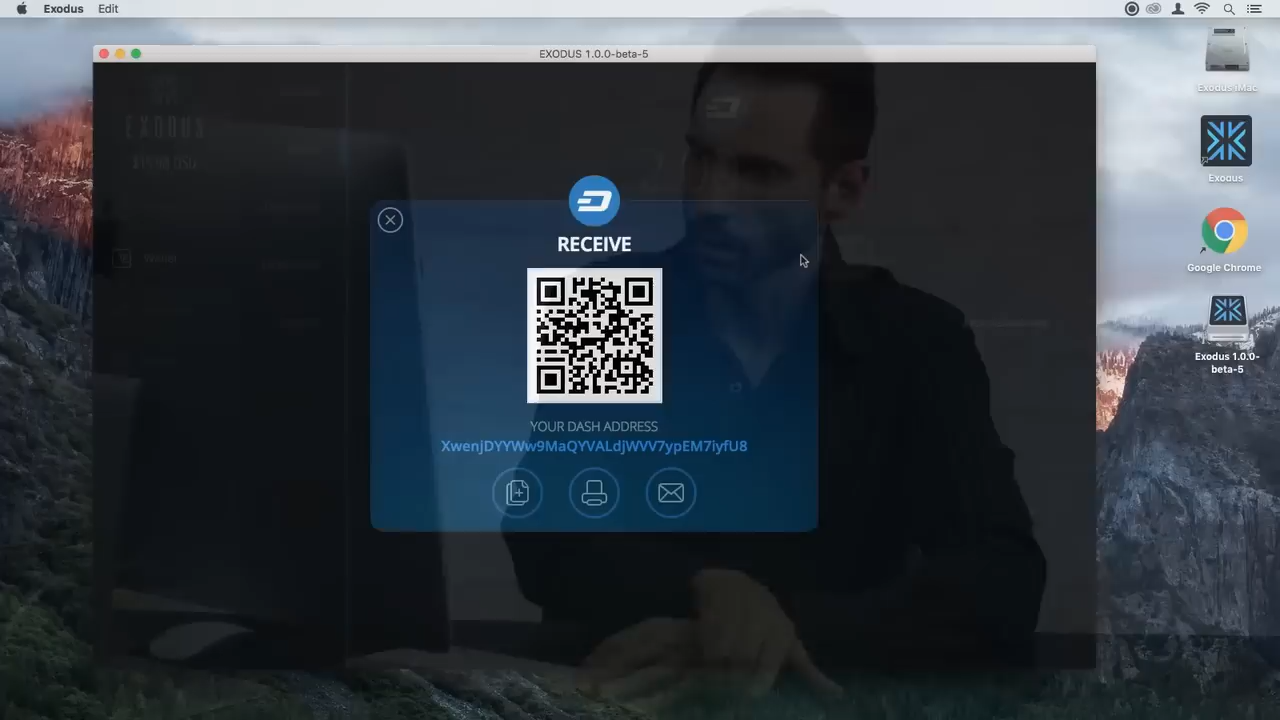 Exodus Edit
EXODUS 1.0.0-beta-5
EXODUS
RECEIVE
YOUR DASH ADDRESS
XwenjDYYWw9MaQYVALdjWVV7ypEM7iyfU8
Exodus iMac
Exodus
Google Chrome
Exodus 1.0.0-
beta-5